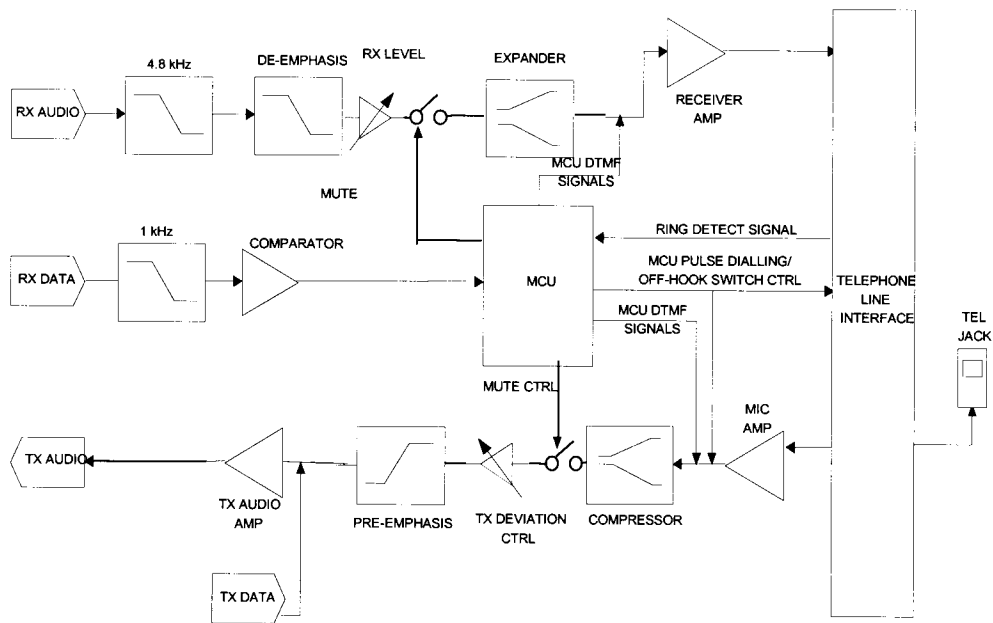 4.8 kHz
DE-EMPHASIS
RX LEVEL
EXPANDER
RX AUDIO
RECEIVER
AMP
MUTE
MCU DTMF
SIGNALS
1 kHz
COMPARATOR
RX DATA
MCU
RING DETECT SIGNAL
MCU PULSE DIALLING/
OFF-HOOK SWITCH CTRL
MCU DTMF
SIGNALS
TELEPHONE
LINE
INTERFACE
TEL
JACK
MUTE CTRL
MIC
AMP
TX AUDIO
TX AUDIO
AMP
PRE-EMPHASIS
TX DEVIATION
CTRL
COMPRESSOR
TX DATA